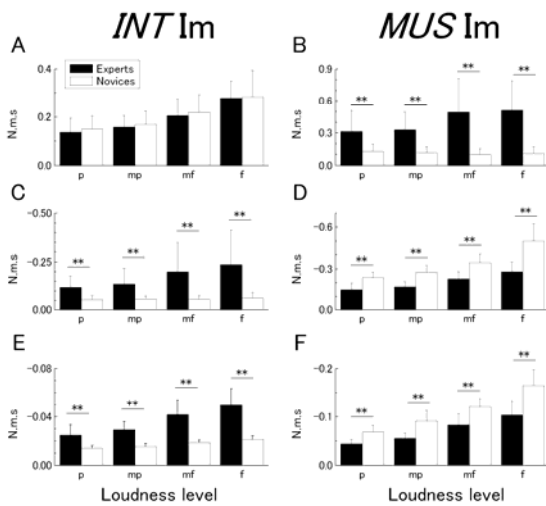 INT Im
MUS Im
A
Experts
Novices
N.m.s
0.4
0.2
0.0
p mp mf f
B
** ** ** **
N.m.s
0.9
0.6
0.3
0.0
p mp mf f
C
** ** ** **
N.m.s
-0.50
-0.25
0.00
p mp mf f
D
** ** ** **
N.m.s
-0.6
-0.3
0.0
p mp mf f
E
** ** ** **
N.m.s
-0.08
-0.04
0.00
p mp mf f
Loudness level
F
** ** ** **
N.m.s
-0.2
-0.1
0.0
p mp mf f
Loudness level